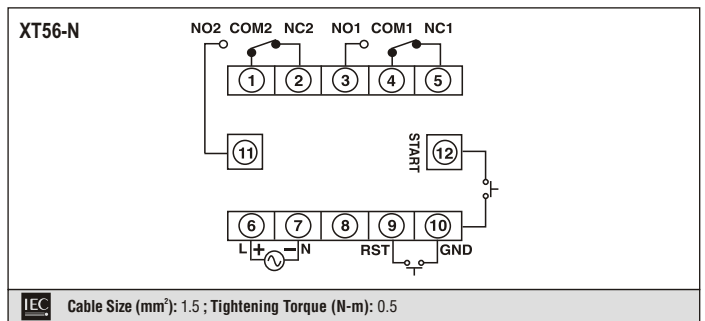 XT56-N
NO2 COM2 NC2 NO1 COM1 NC1
1 2 3 4 5
11 START 12
6 7 8 9 10
L + − N RST GND
IEC Cable Size (mm²): 1.5 ; Tightening Torque (N-m): 0.5